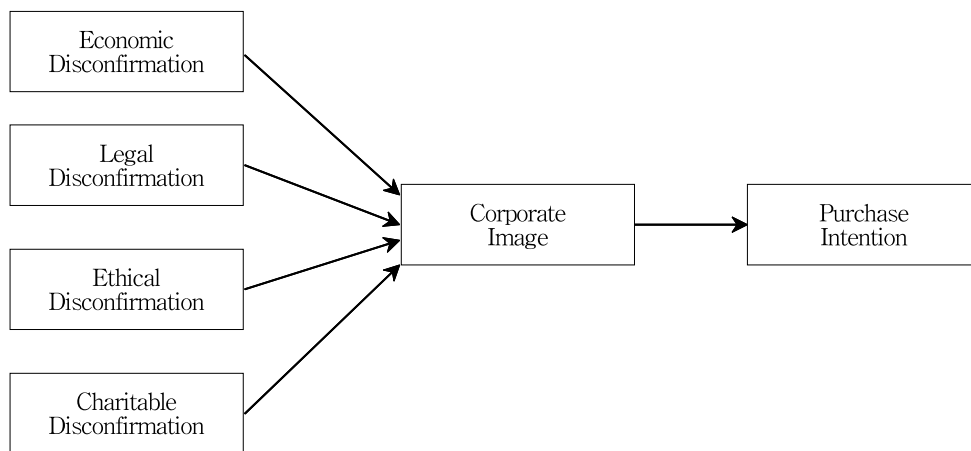 Economic
Disconfirmation
Legal
Disconfirmation
Ethical
Disconfirmation
Charitable
Disconfirmation
Corporate
Image
Purchase
Intention